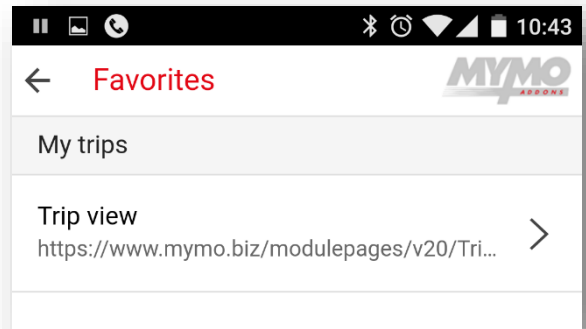 10:43
Favorites
MYMO
ADDONS
My trips
Trip view
https://www.mymo.biz/modulepages/v20/Tri...